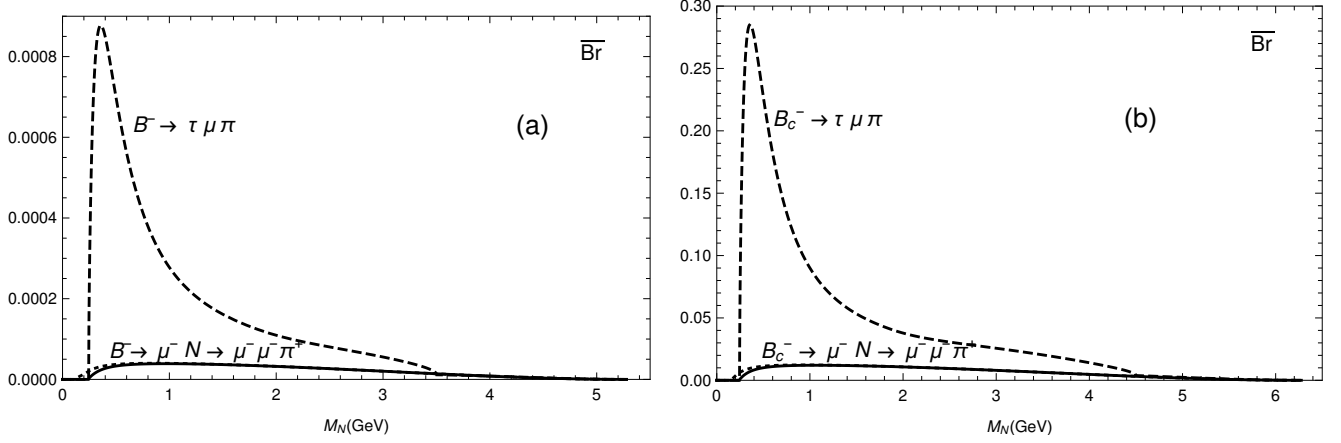 0.0008
0.0006
0.0004
0.0002
0.0000
0 1 2 3 4 5
M_N(GeV)
Br
(a)
B⁻→ τ μ π
B⁻→ μ⁻ N → μ⁻ μ⁻ π⁺
0.30
0.25
0.20
0.15
0.10
0.05
0.00
0 1 2 3 4 5 6
M_N(GeV)
Br
(b)
B_c⁻ → τ μ π
B_c⁻ → μ⁻ N → μ⁻ μ⁻ π⁺